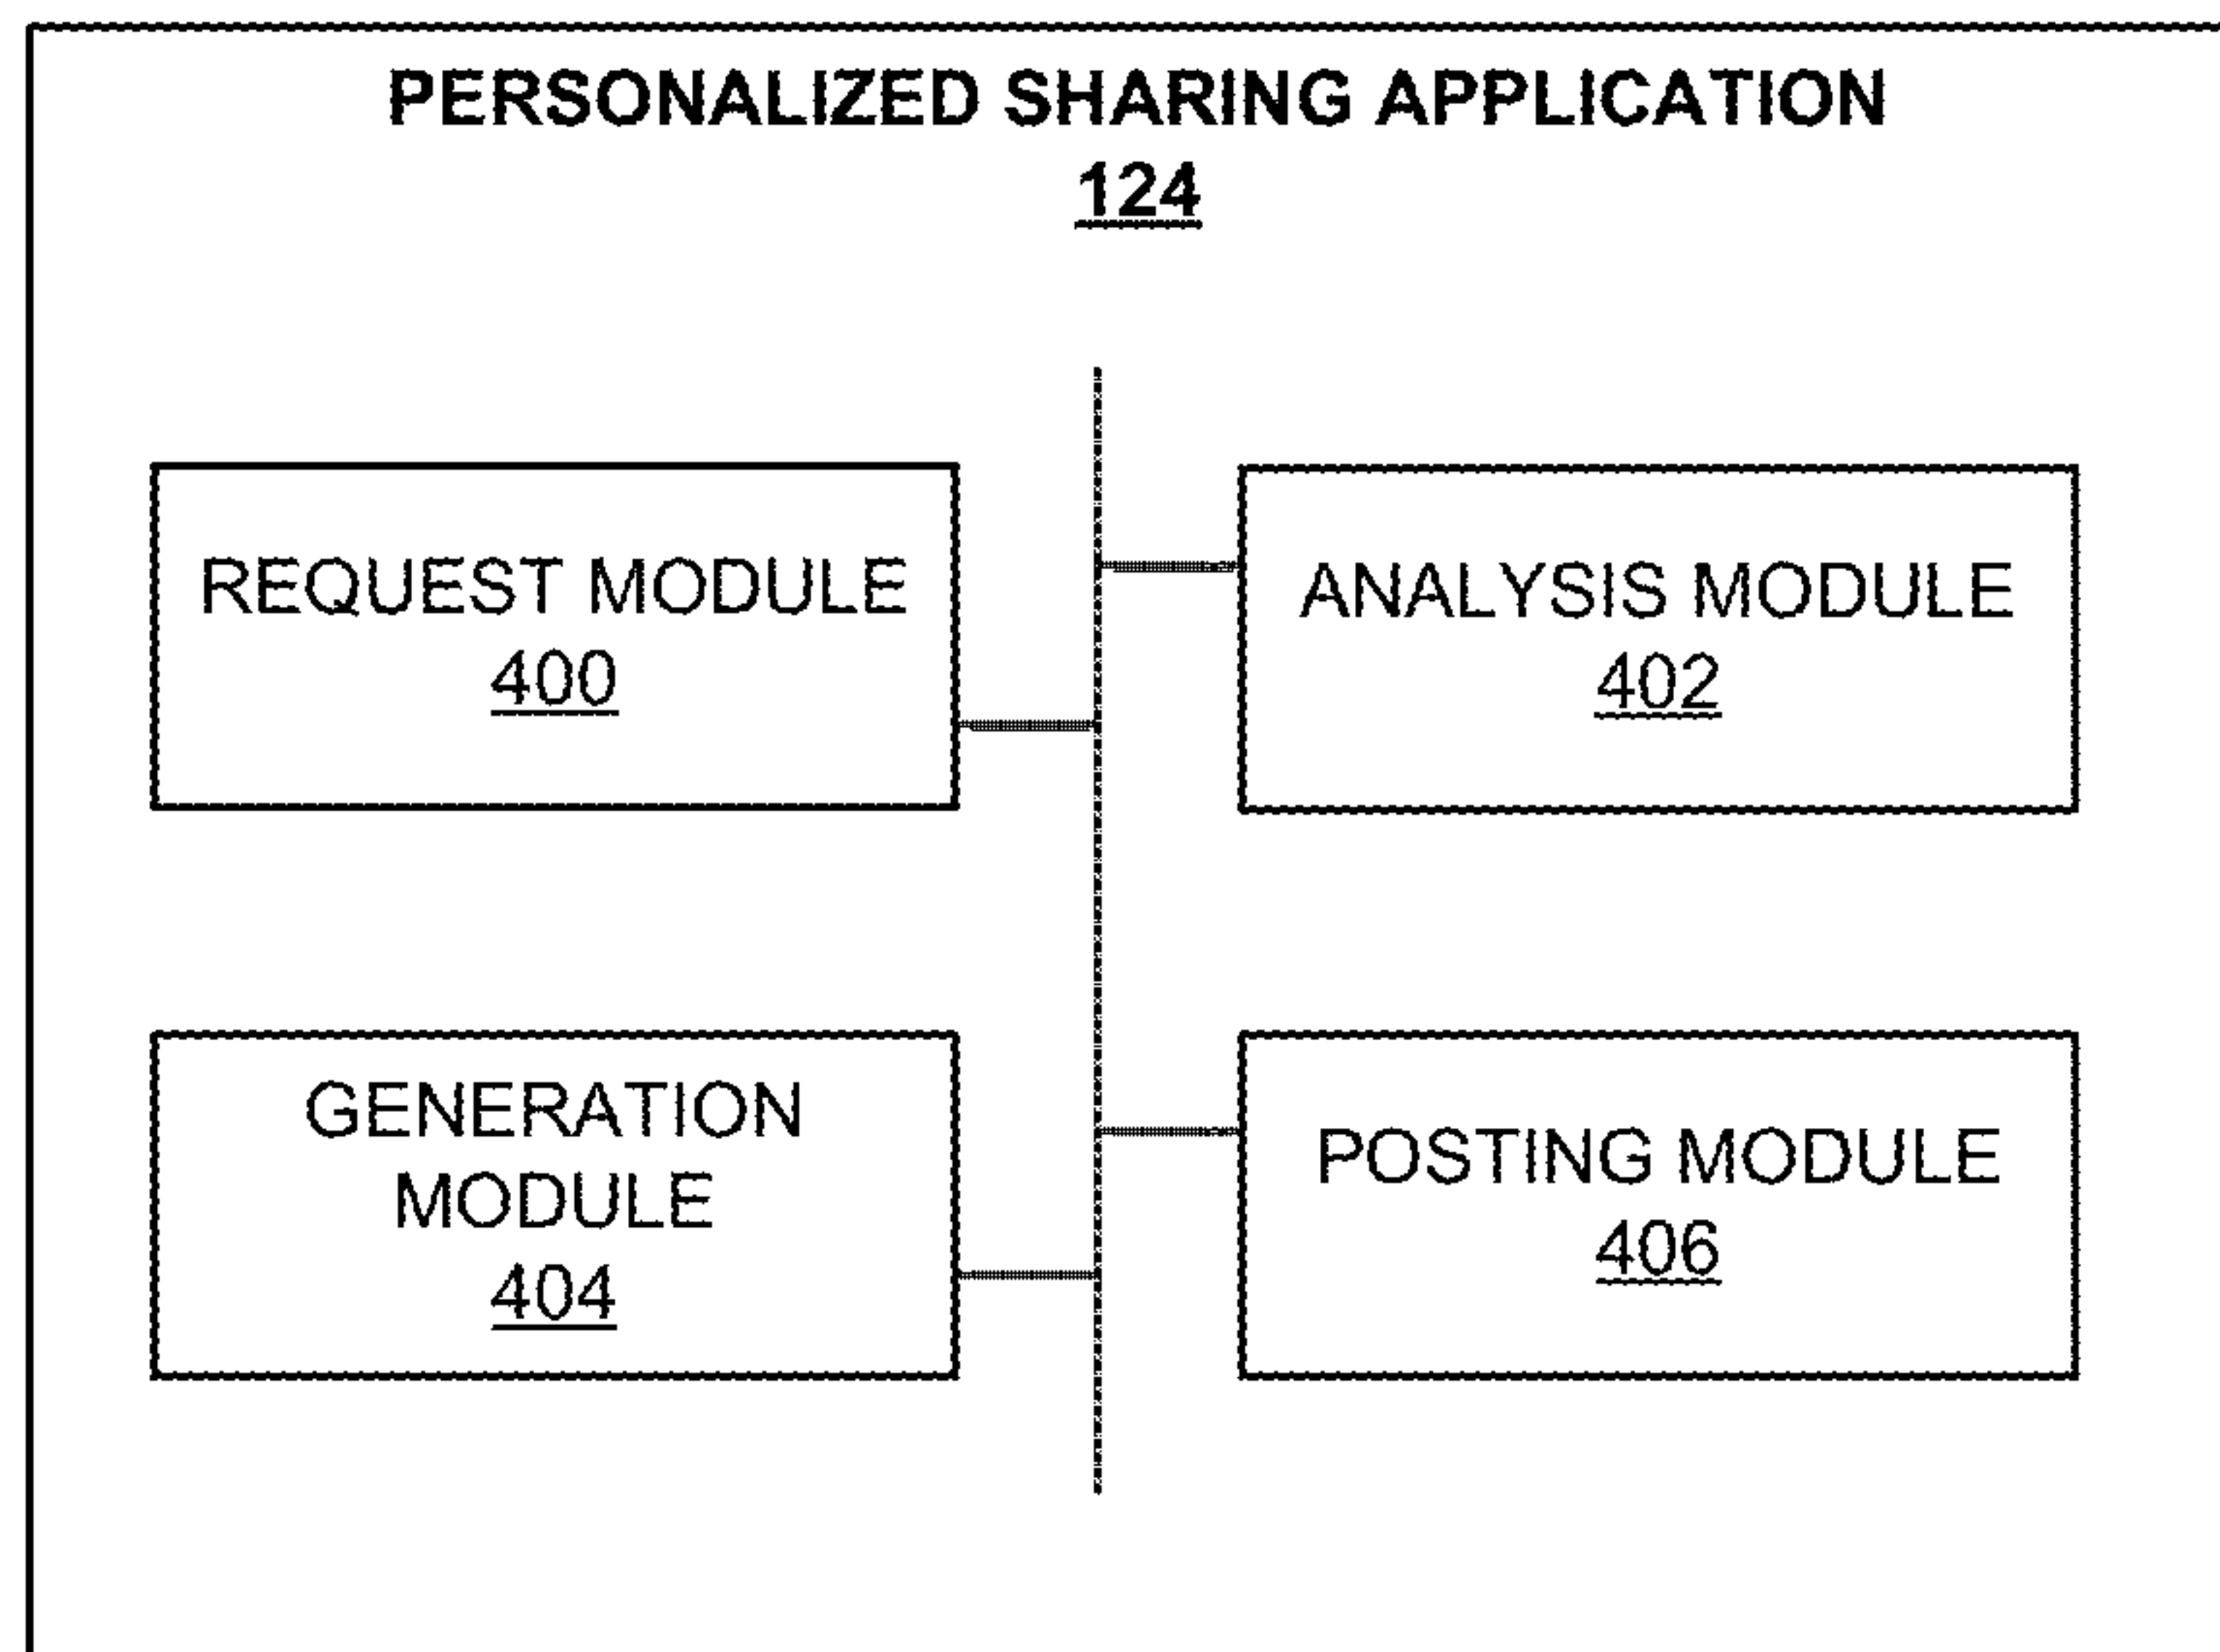 PERSONALIZED SHARING APPLICATION
124
REQUEST MODULE
400
ANALYSIS MODULE
402
GENERATION
MODULE
404
POSTING MODULE
406